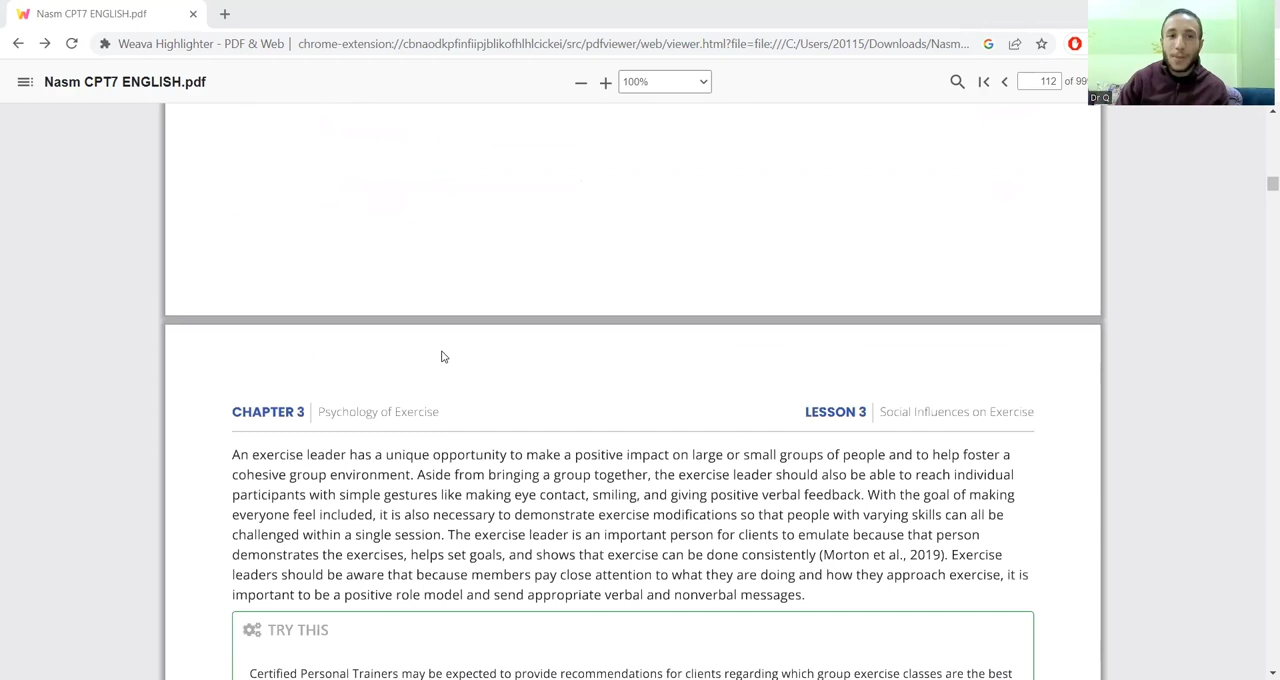 Nasm CPT7 ENGLISH.pdf
Weava Highlighter - PDF & Web | chrome-extension://cbnaodkpfinfiipjblikofhlhlcickei/src/pdfviewer/web/viewer.html?file=file:///C:/Users/20115/Downloads/Nasm...
Nasm CPT7 ENGLISH.pdf
100%
112 of 99
Dr Q
CHAPTER 3 | Psychology of Exercise
LESSON 3 | Social Influences on Exercise
An exercise leader has a unique opportunity to make a positive impact on large or small groups of people and to help foster a
cohesive group environment. Aside from bringing a group together, the exercise leader should also be able to reach individual
participants with simple gestures like making eye contact, smiling, and giving positive verbal feedback. With the goal of making
everyone feel included, it is also necessary to demonstrate exercise modifications so that people with varying skills can all be
challenged within a single session. The exercise leader is an important person for clients to emulate because that person
demonstrates the exercises, helps set goals, and shows that exercise can be done consistently (Morton et al., 2019). Exercise
leaders should be aware that because members pay close attention to what they are doing and how they approach exercise, it is
important to be a positive role model and send appropriate verbal and nonverbal messages.
TRY THIS
Certified Personal Trainers may be expected to provide recommendations for clients regarding which group exercise classes are the best